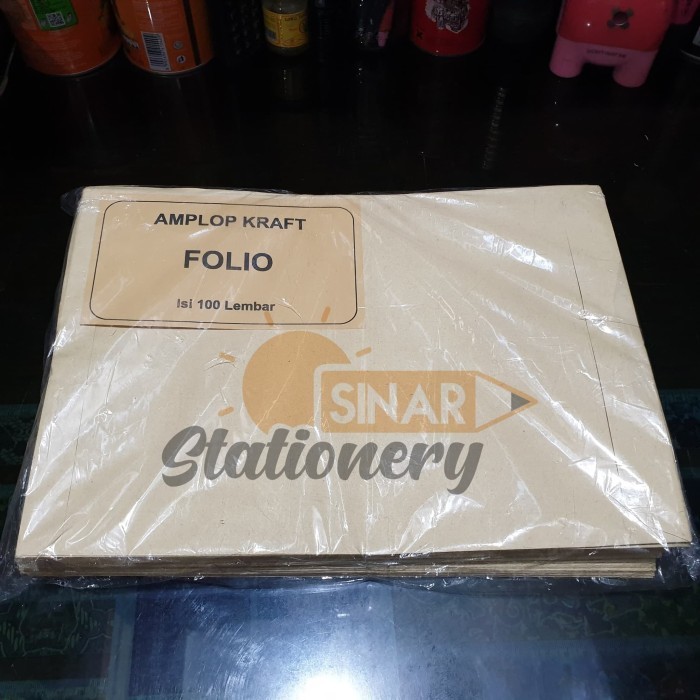 AMPLOP KRAFT
FOLIO
Isi 100 Lembar
SINAR
Stationery